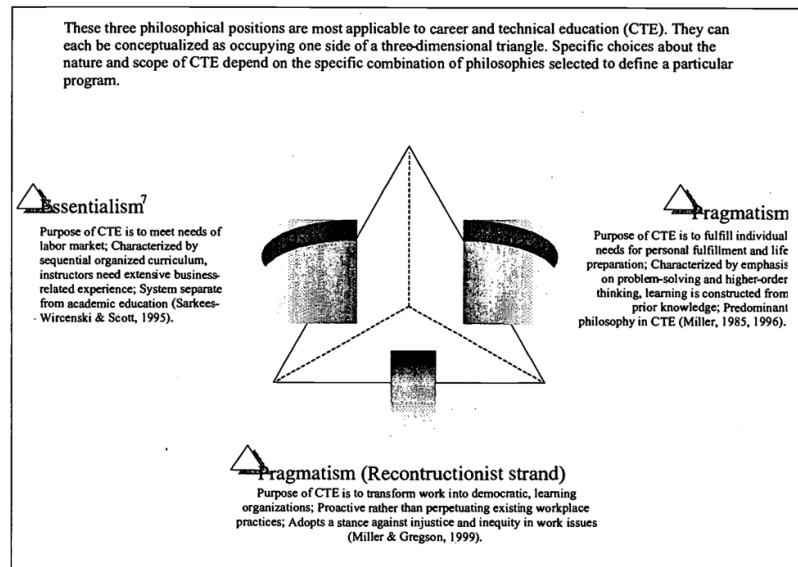 These three philosophical positions are most applicable to career and technical education (CTE). They can
each be conceptualized as occupying one side of a three-dimensional triangle. Specific choices about the
nature and scope of CTE depend on the specific combination of philosophies selected to define a particular
program.
Essentialism7
Purpose of CTE is to meet needs of
labor market; Characterized by
sequential organized curriculum,
instructors need extensive business-
related experience; System separate
from academic education (Sarkees-
Wircenski & Scott, 1995).
Pragmatism
Purpose of CTE is to fulfill individual
needs for personal fulfillment and life
preparation; Characterized by emphasis
on problem-solving and higher-order
thinking, learning is constructed from
prior knowledge; Predominant
philosophy in CTE (Miller, 1985, 1996).
Pragmatism (Recontructionist strand)
Purpose of CTE is to transform work into democratic, learning
organizations; Proactive rather than perpetuating existing workplace
practices; Adopts a stance against injustice and inequity in work issues
(Miller & Gregson, 1999).